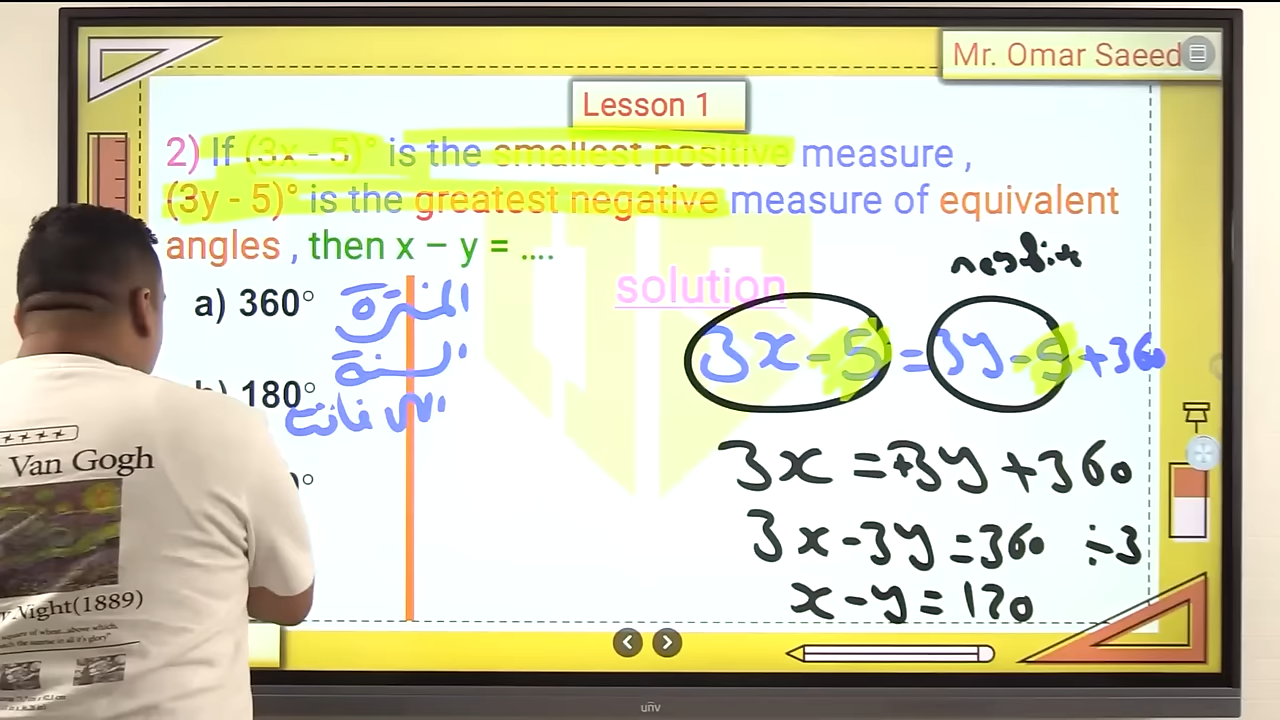 Mr. Omar Saeed
Lesson 1
2) If (3x - 5)° is the smallest positive measure ,
(3y - 5)° is the greatest negative measure of equivalent
angles , then x – y = ....
solution
a) 360°
180°
3x - 5 = 3y - 5 + 360
3x = +3y + 360
3x - 3y = 360 ÷ 3
x - y = 120
Van Gogh
Night(1889)
unv